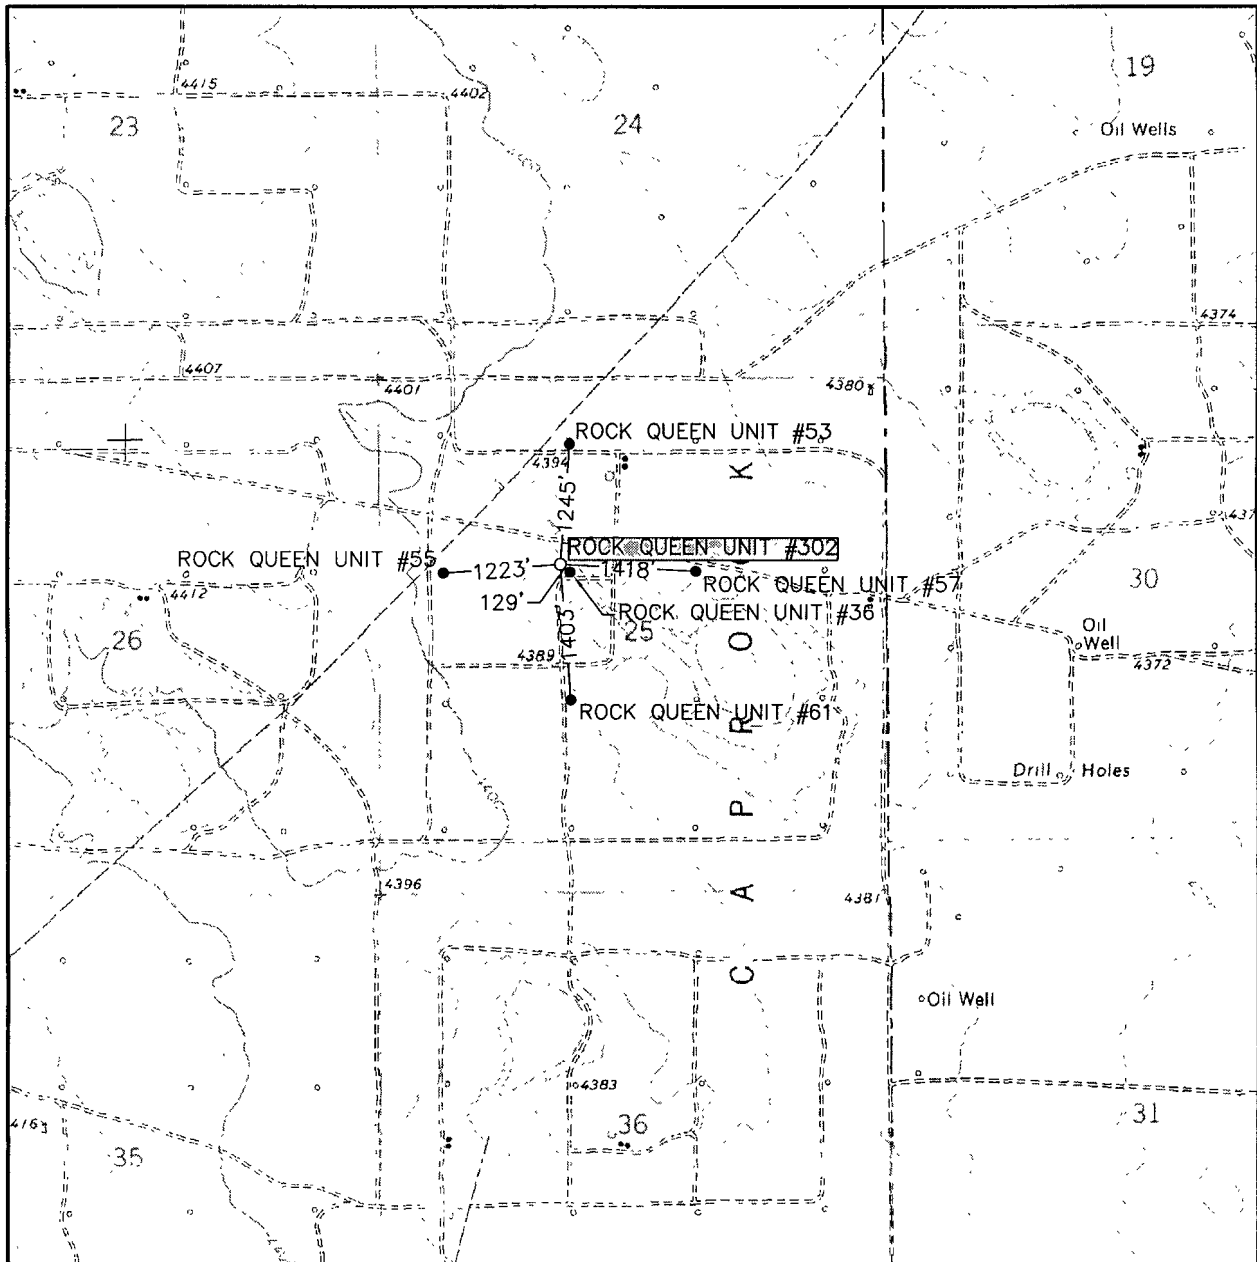 19
4415
4402
23
24
Oil Wells
4374
4407
4401
4380
ROCK QUEEN UNIT #53
4394
1245'
K
ROCK QUEEN UNIT #302
ROCK QUEEN UNIT #55
1223'
1418'
ROCK QUEEN UNIT #57
30
4412
129'
ROCK QUEEN UNIT #36
26
1403'
25
O
Oil
Well
4389
4372
ROCK QUEEN UNIT #61
R
Drill Holes
P
4396
A
4381
C
Oil Well
4383
36
31
35